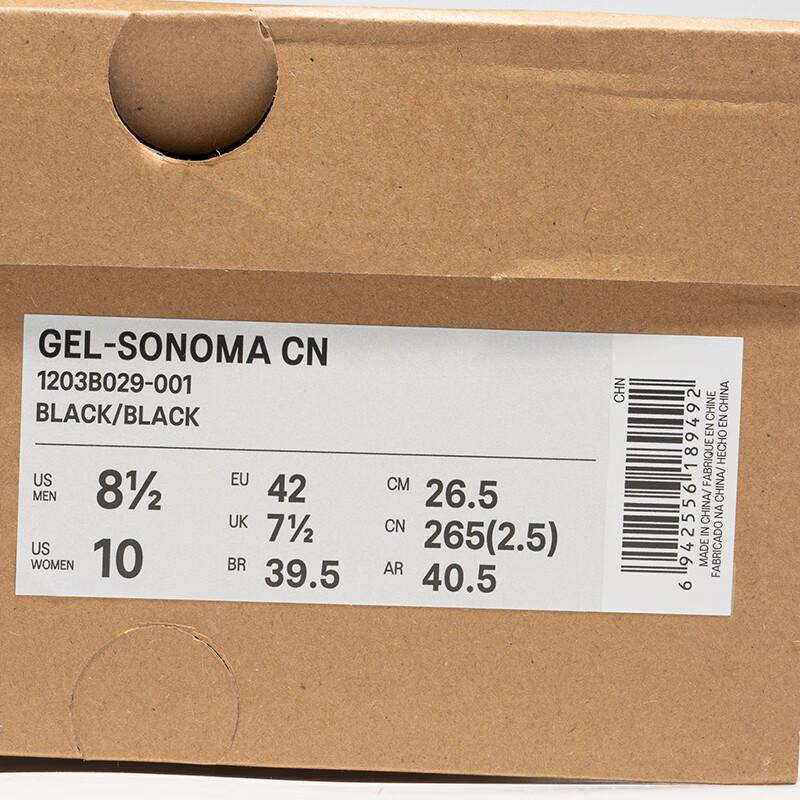 GEL-SONOMA CN
1203B029-001
BLACK/BLACK
US MEN 8½
EU 42
CM 26.5
UK 7½
CN 265(2.5)
US WOMEN 10
BR 39.5
AR 40.5
CHN
6 942556 189492
MADE IN CHINA/ FABRIQUE EN CHINE
FABRICADO NA CHINA/ HECHO EN CHINA